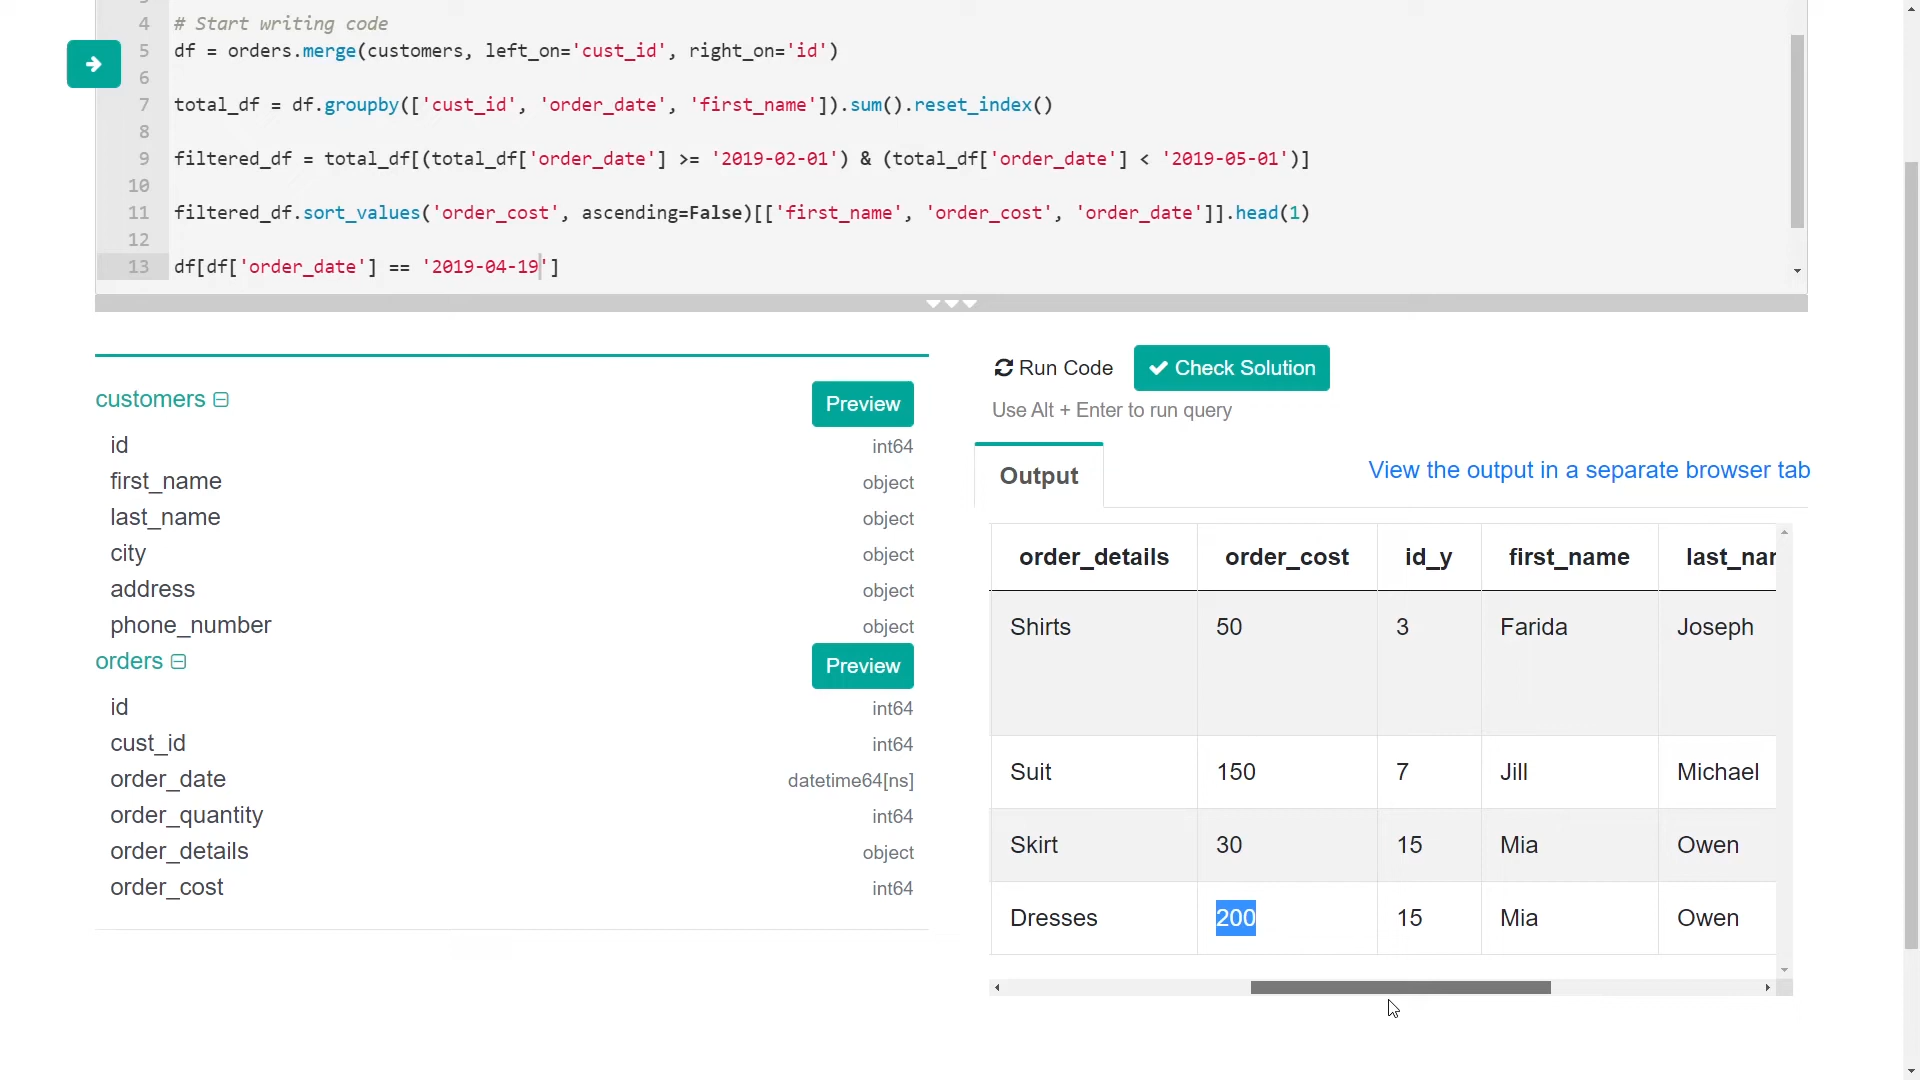 4 # Start writing code
5 df = orders.merge(customers, left_on='cust_id', right_on='id')
6
7 total_df = df.groupby(['cust_id', 'order_date', 'first_name']).sum().reset_index()
8
9 filtered_df = total_df[(total_df['order_date'] >= '2019-02-01') & (total_df['order_date'] < '2019-05-01')]
10
11 filtered_df.sort_values('order_cost', ascending=False)[['first_name', 'order_cost', 'order_date']].head(1)
12
13 df[df['order_date'] == '2019-04-19']
customers
Preview
id int64
first_name object
last_name object
city object
address object
phone_number object
orders
Preview
id int64
cust_id int64
order_date datetime64[ns]
order_quantity int64
order_details object
order_cost int64
Run Code Check Solution
Use Alt + Enter to run query
Output
View the output in a separate browser tab
order_details order_cost id_y first_name last_nar
Shirts 50 3 Farida Joseph
Suit 150 7 Jill Michael
Skirt 30 15 Mia Owen
Dresses 200 15 Mia Owen